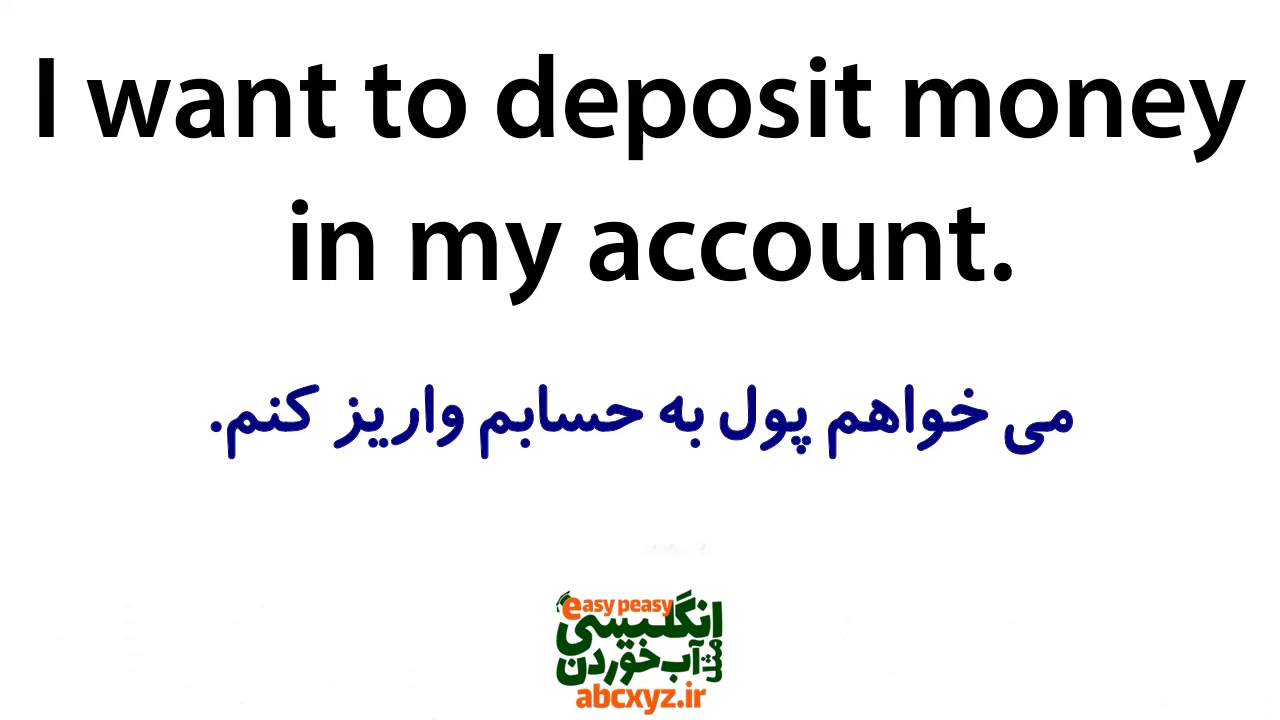 I want to deposit money
in my account.
می خواهم پول به حسابم واریز کنم.
easy peasy
انگلیسی
مثل آب خوردن
abcxyz.ir